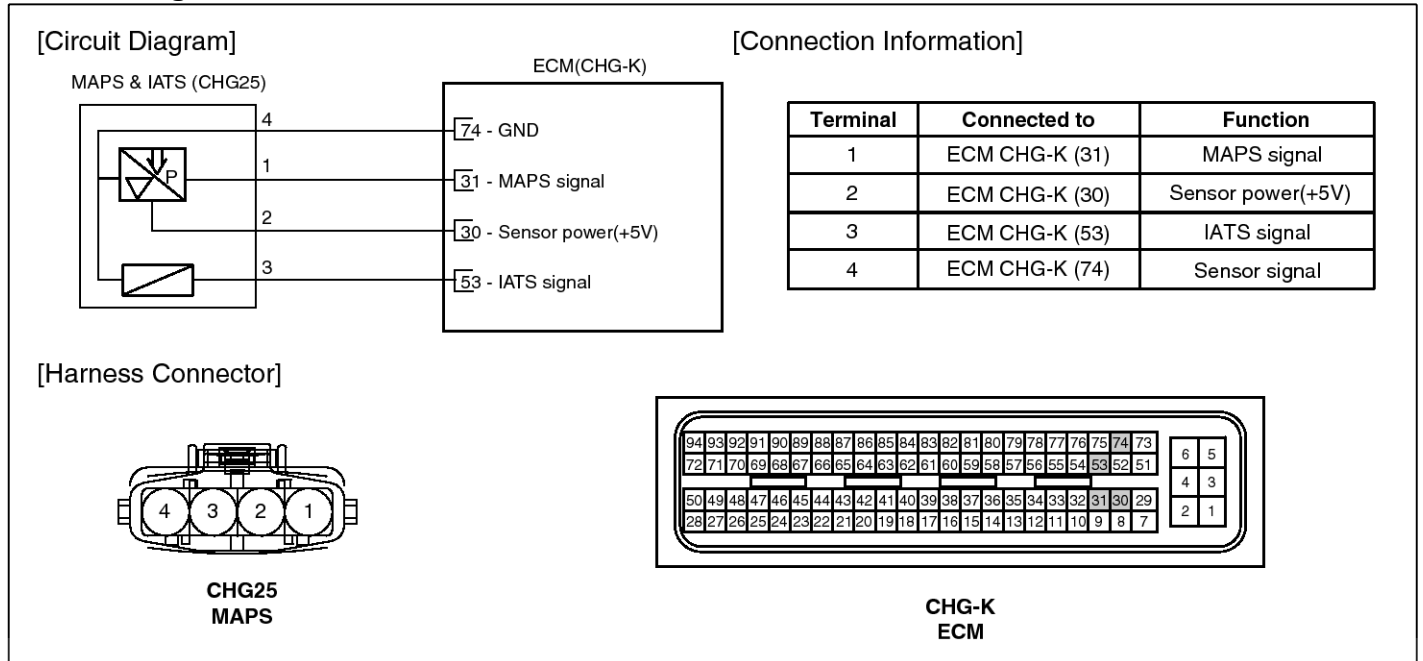 [Circuit Diagram]
MAPS & IATS (CHG25)
ECM(CHG-K)
4
74 - GND
P
1
31 - MAPS signal
2
30 - Sensor power(+5V)
3
53 - IATS signal
[Connection Information]
Terminal Connected to Function
1 ECM CHG-K (31) MAPS signal
2 ECM CHG-K (30) Sensor power(+5V)
3 ECM CHG-K (53) IATS signal
4 ECM CHG-K (74) Sensor signal
[Harness Connector]
4 3 2 1
CHG25
MAPS
94 93 92 91 90 89 88 87 86 85 84 83 82 81 80 79 78 77 76 75 74 73
72 71 70 69 68 67 66 65 64 63 62 61 60 59 58 57 56 55 54 53 52 51
50 49 48 47 46 45 44 43 42 41 40 39 38 37 36 35 34 33 32 31 30 29
28 27 26 25 24 23 22 21 20 19 18 17 16 15 14 13 12 11 10 9 8 7
6 5
4 3
2 1
CHG-K
ECM